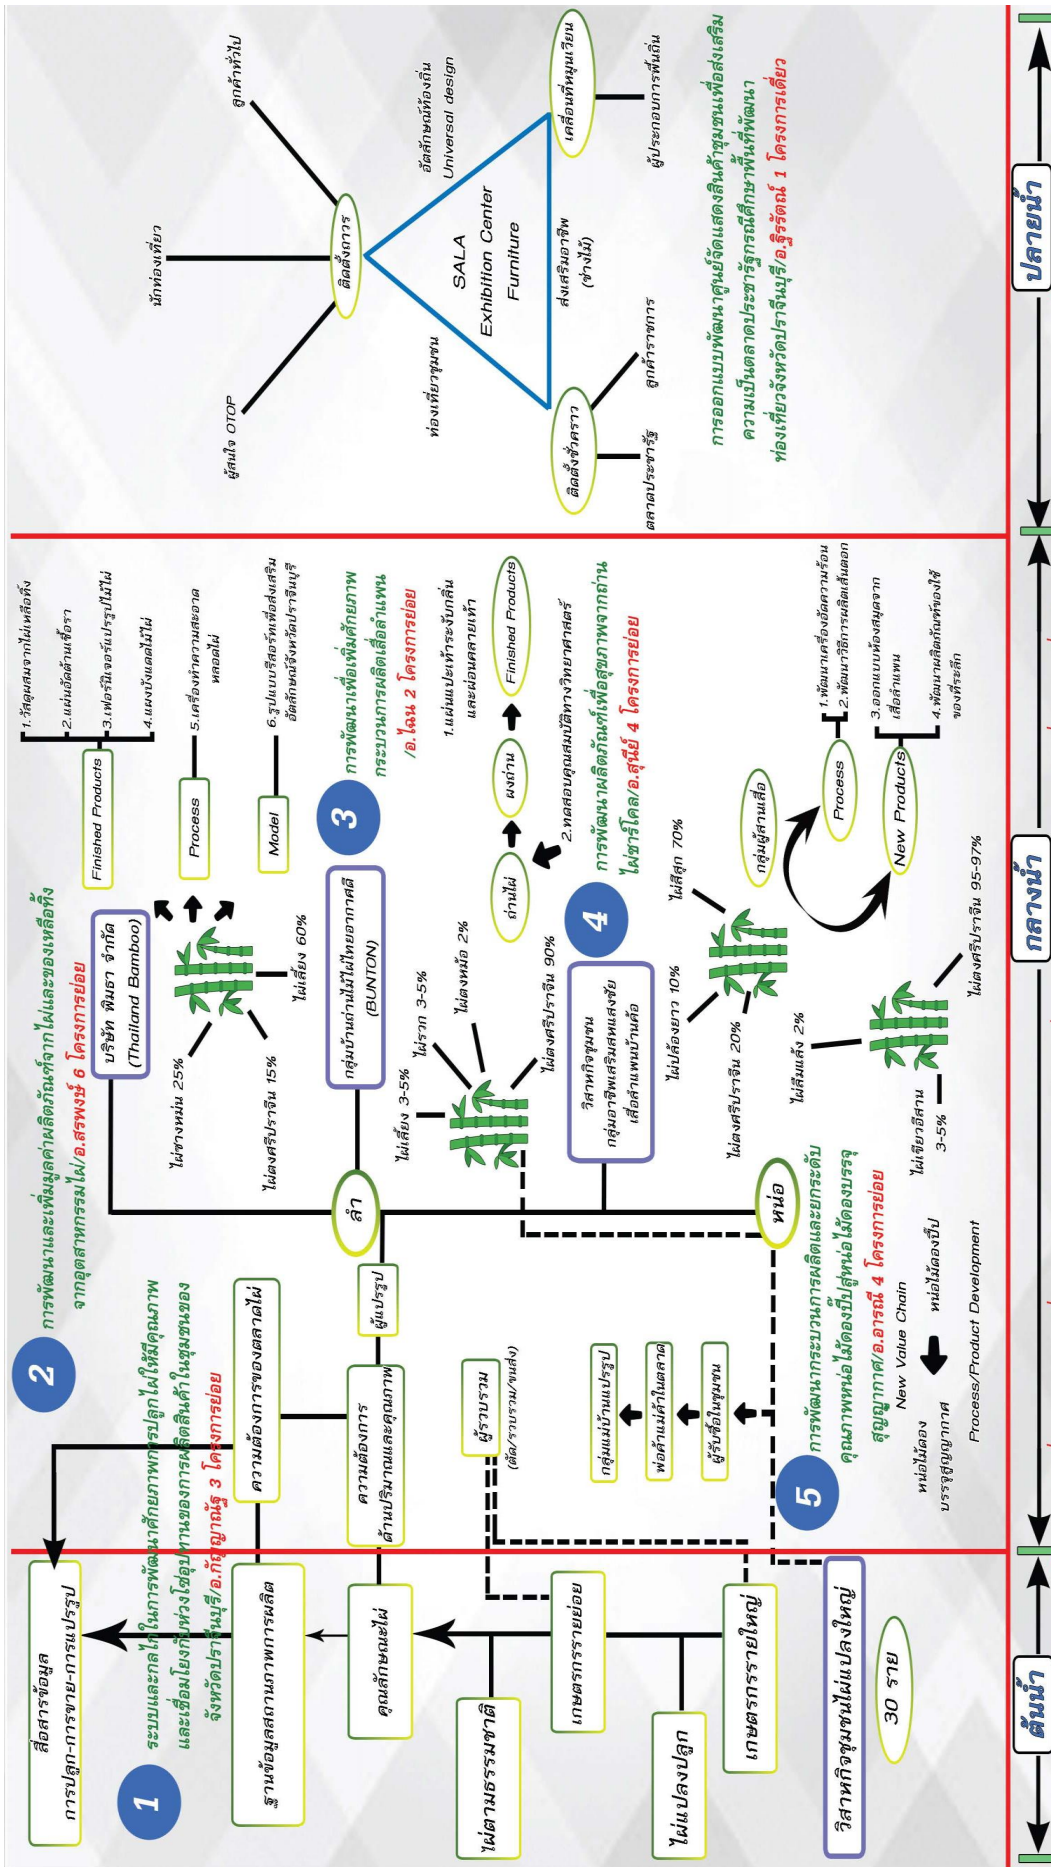 สื่อสารข้อมูล
การปลูก-การขาย-การแปรรูป
1
ระบบและกลไกในการพัฒนาศักยภาพการปลูกไผ่ให้มีคุณภาพ
และเชื่อมโยงกับห่วงโซ่อุปทานของการผลิตสินค้าในชุมชนของ
จังหวัดปราจีนบุรี/อ.กัญญาณัฐ 3 โครงการย่อย
ฐานข้อมูลสถานภาพการผลิต
คุณลักษณะไผ่
ไผ่ตามธรรมชาติ
เกษตรกรรายย่อย
ไผ่แปลงปลูก
เกษตรกรรายใหญ่
วิสาหกิจชุมชนไผ่แปลงใหญ่
30 ราย
ต้นน้ำ
2
การพัฒนาและเพิ่มมูลค่าผลิตภัณฑ์จากไผ่และของเหลือทิ้ง
จากอุตสาหกรรมไผ่/อ.สรพงษ์ 6 โครงการย่อย
ความต้องการของตลาดไผ่
ความต้องการ
ด้านปริมาณและคุณภาพ
ผู้แปรรูป
ผู้รวบรวม
(ตัด/รวบรวม/ขนส่ง)
กลุ่มแม่บ้านแปรรูป
พ่อค้าแม่ค้าในตลาด
ผู้รับซื้อในชุมชน
ลำ
หน่อ
บริษัท พิมธา จำกัด
(Thailand Bamboo)
ไผ่ซางหม่น 25%
ไผ่ตงศรีปราจีน 15%
ไผ่เลี้ยง 60%
Finished Products
1.วัสดุผสมจากไผ่เหลือทิ้ง
2.แผ่นอัดต้านเชื้อรา
3.เฟอร์นิเจอร์แปรรูปไม้ไผ่
4.แผงบังแดดไม้ไผ่
Process
5.เครื่องทำความสะอาด
หลอดไผ่
Model
6.รูปแบบรีสอร์ทเพื่อส่งเสริม
อัตลักษณ์จังหวัดปราจีนบุรี
3
การพัฒนาเพื่อเพิ่มศักยภาพ
กระบวนการผลิตเสื่อลำแพน
/อ.ไฉน 2 โครงการย่อย
กลุ่มบ้านถ่านไม้ไผ่ไทยอากาศดี
(BUNTON)
ไผ่เลี้ยง 3-5%
ไผ่รวก 3-5%
ไผ่ตงหม้อ 2%
ไผ่ตงศรีปราจีน 90%
ถ่านไผ่
ผงถ่าน
Finished Products
1.แผ่นแปะเท้าระงับกลิ่น
และผ่อนคลายเท้า
2.ทดสอบคุณสมบัติทางวิทยาศาสตร์
4
การพัฒนาผลิตภัณฑ์เพื่อสุขภาพจากถ่าน
ไผ่ชาร์โคล/อ.สุนีย์ 4 โครงการย่อย
วิสาหกิจชุมชน
กลุ่มอาชีพเสริมสหแสงชัย
เสื่อลำแพนบ้านค้อ
ไผ่ปล้องยาว 10%
ไผ่สีสุก 70%
ไผ่ตงศรีปราจีน 20%
กลุ่มผู้สานเสื่อ
Process
1.พัฒนาเครื่องอัดความร้อน
2.พัฒนาวิธีการผลิตเส้นตอก
New Products
3.ออกแบบห้องสมุดจาก
เสื่อลำแพน
4.พัฒนาผลิตภัณฑ์ของใช้
ของที่ระลึก
5
การพัฒนากระบวนการผลิตและยกระดับ
คุณภาพหน่อไม้ดองปี๊ปสู่หน่อไม้ดองบรรจุ
สุญญากาศ/อ.อารณี 4 โครงการย่อย
New Value Chain
หน่อไม้ดอง
บรรจุสูญญากาศ
หน่อไม้ดองปี๊ป
Process/Product Development
ไผ่ลืมแล้ง 2%
ไผ่เขียวอีสาน
3-5%
ไผ่ตงศรีปราจีน 95-97%
กลางน้ำ
ผู้สนใจ OTOP
นักท่องเที่ยว
ลูกค้าทั่วไป
ติดตั้งถาวร
ท่องเที่ยวชุมชน
อัตลักษณ์ท้องถิ่น
Universal design
SALA
Exhibition Center
Furniture
ส่งเสริมอาชีพ
(ช่างไม้)
ติดตั้งชั่วคราว
เคลื่อนที่หมุนเวียน
ตลาดประชารัฐ
ลูกค้าราชการ
ผู้ประกอบการพื้นถิ่น
การออกแบบพัฒนาศูนย์จัดแสดงสินค้าชุมชนเพื่อส่งเสริม
ความเป็นตลาดประชารัฐกรณีศึกษาพื้นที่พัฒนา
ท่องเที่ยวจังหวัดปราจีนบุรี/อ.ฐิรรัตณ์ 1 โครงการเดี่ยว
ปลายน้ำ